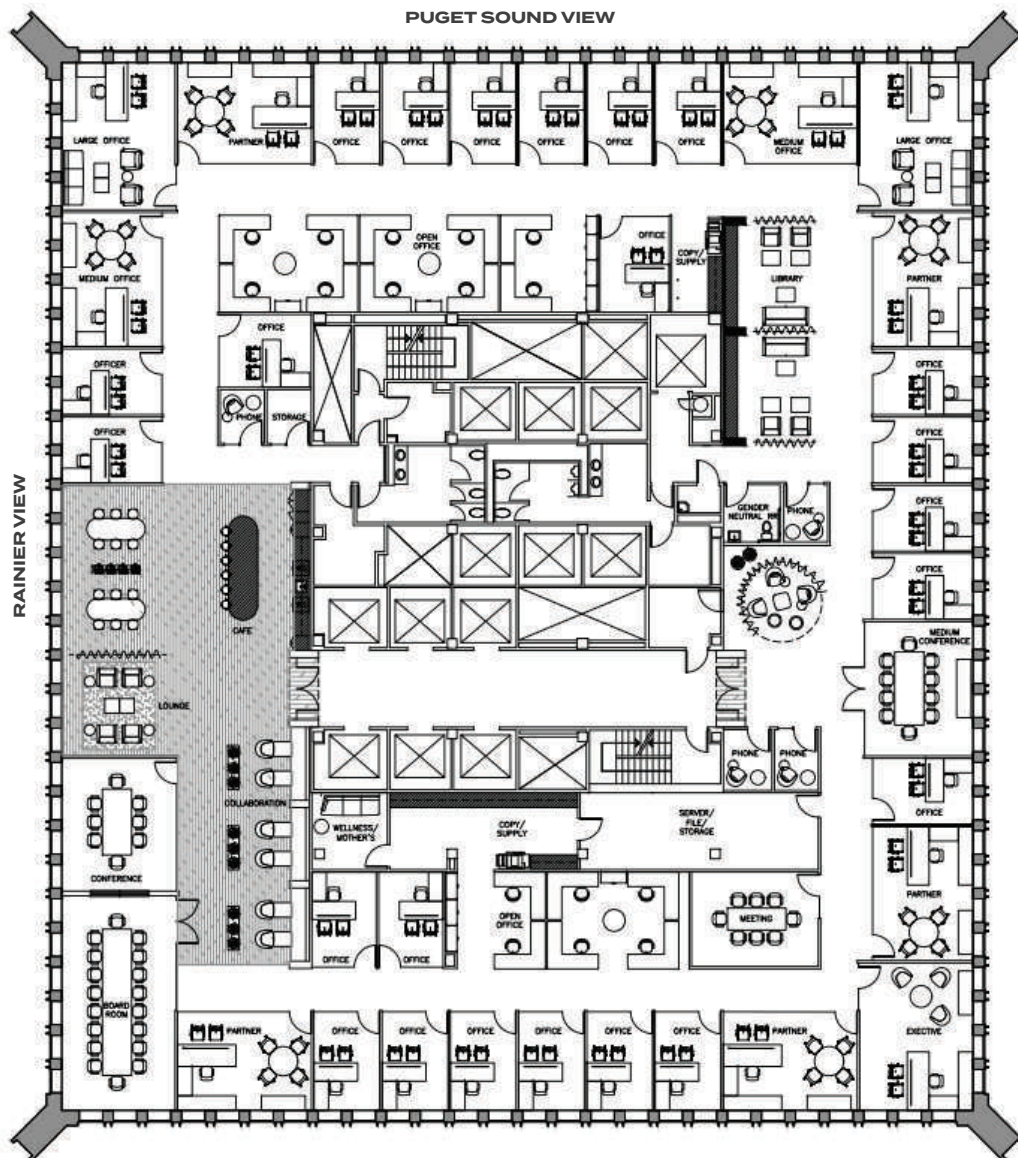 PUGET SOUND VIEW
LARGE OFFICE
PARTNER
OFFICE
OFFICE
OFFICE
OFFICE
OFFICE
OFFICE
MEDIUM
OFFICE
LARGE OFFICE
MEDIUM OFFICE
OPEN
OFFICE
OFFICE
COPY/
SUPPLY
LIBRARY
PARTNER
OFFICE
OFFICER
OFFICE
PHONE
STORAGE
OFFICER
OFFICE
RAINIER VIEW
GENDER
NEUTRAL RR
PHONE
OFFICE
OFFICE
CAFE
MEDIUM
CONFERENCE
LOUNGE
PHONE
PHONE
COLLABORATION
WELLNESS/
MOTHER'S
COPY/
SUPPLY
SERVER/
FILE/
STORAGE
OFFICE
CONFERENCE
PARTNER
OPEN
OFFICE
MEETING
OFFICE
OFFICE
BOARD
ROOM
PARTNER
OFFICE
OFFICE
OFFICE
OFFICE
OFFICE
OFFICE
PARTNER
EXECTIVE